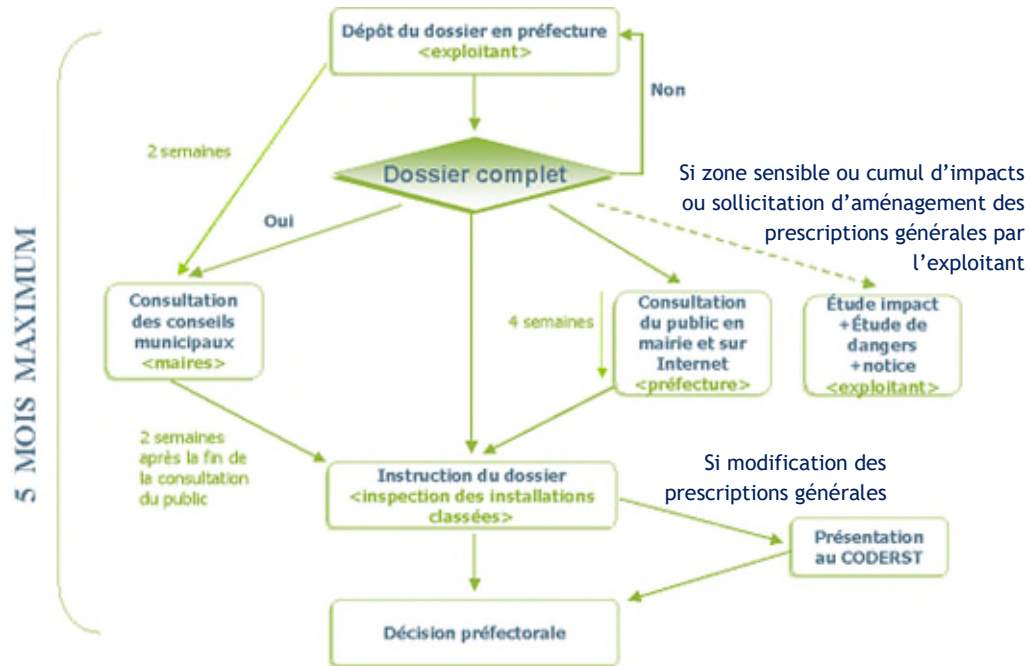 Dépôt du dossier en préfecture
<exploitant>
Non
2 semaines
Dossier complet
Si zone sensible ou cumul d’impacts
ou sollicitation d’aménagement des
prescriptions générales par
l’exploitant
Oui
5 MOIS MAXIMUM
Consultation
des conseils
municipaux
<maires>
4 semaines
Consultation
du public en
mairie et sur
Internet
<préfecture>
Étude impact
+Étude de
dangers
+notice
<exploitant>
2 semaines
après la fin de
la consultation
du public
Instruction du dossier
<inspection des installations
classées>
Si modification des
prescriptions générales
Présentation
au CODERST
Décision préfectorale